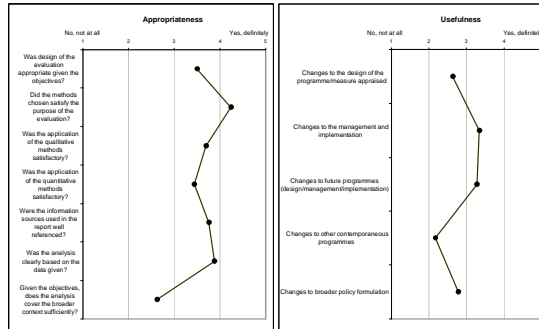 Appropriateness
No, not at all
Yes, definitely
1 2 3 4 5
Was design of the
evaluation
appropriate given the
objectives?
Did the methods
chosen satisfy the
purpose of the
evaluation?
Was the application
of the qualitative
methods
satisfactory?
Was the application
of the quantitative
methods
satisfactory?
Were the information
sources used in the
report well
referenced?
Was the analysis
clearly based on the
data given?
Given the objectives,
does the analysis
cover the broader
context sufficiently?
Usefulness
No, not at all
Yes, definitely
1 2 3 4 5
Changes to the design of the
programme/measure appraised
Changes to the management and
implementation
Changes to future programmes
(design/management/implementation)
Changes to other contemporaneous
programmes
Changes to broader policy formulation